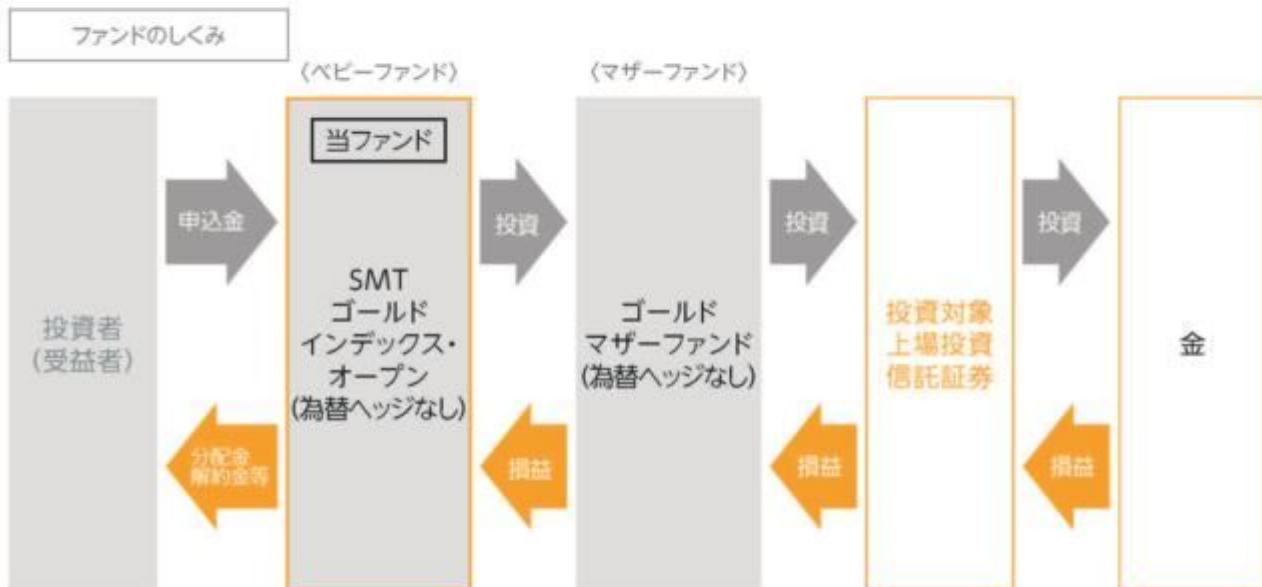 ファンドのしくみ
〈ベビーファンド〉
〈マザーファンド〉
投資者
(受益者)
申込金
分配金
解約金等
当ファンド
SMT
ゴールド
インデックス・
オープン
(為替ヘッジなし)
投資
損益
ゴールド
マザーファンド
(為替ヘッジなし)
投資
損益
投資対象
上場投資
信託証券
投資
損益
金